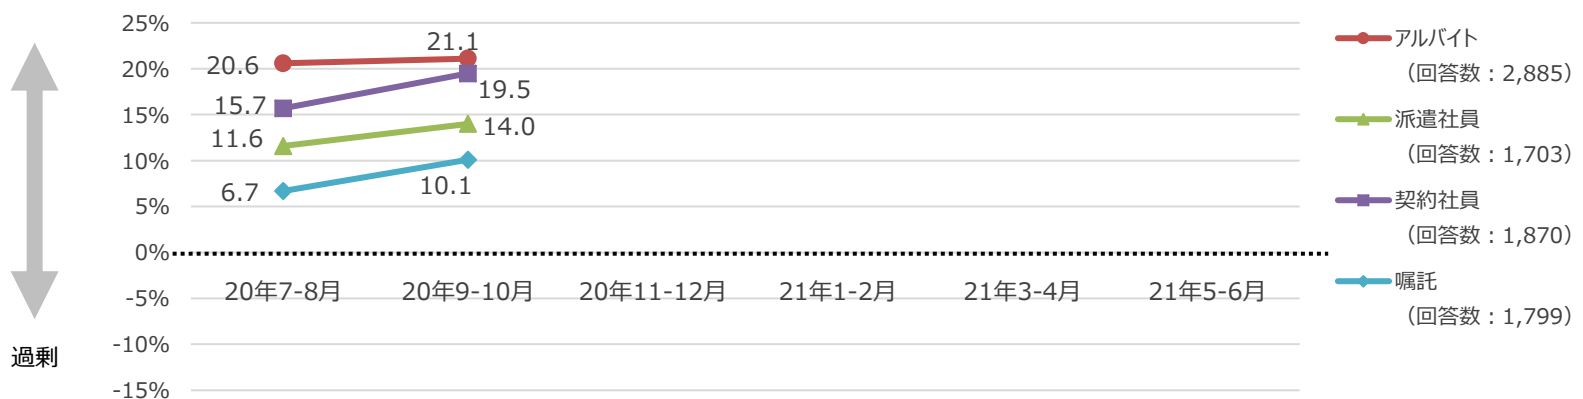 25%
20%
15%
10%
5%
0%
-5%
-10%
-15%
過剰
20.6
21.1
15.7
19.5
11.6
14.0
6.7
10.1
20年7-8月
20年9-10月
20年11-12月
21年1-2月
21年3-4月
21年5-6月
アルバイト
（回答数：2,885）
派遣社員
（回答数：1,703）
契約社員
（回答数：1,870）
嘱託
（回答数：1,799）